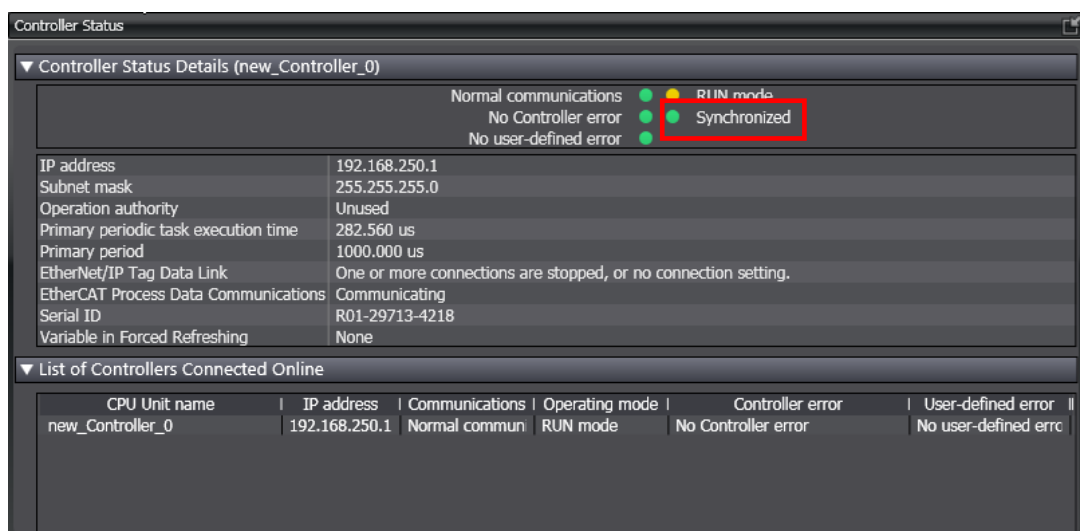 Controller Status
Controller Status Details (new_Controller_0)
Normal communications RUN mode
No Controller error Synchronized
No user-defined error
IP address 192.168.250.1
Subnet mask 255.255.255.0
Operation authority Unused
Primary periodic task execution time 282.560 us
Primary period 1000.000 us
EtherNet/IP Tag Data Link One or more connections are stopped, or no connection setting.
EtherCAT Process Data Communications Communicating
Serial ID R01-29713-4218
Variable in Forced Refreshing None
List of Controllers Connected Online
CPU Unit name IP address Communications Operating mode Controller error User-defined error
new_Controller_0 192.168.250.1 Normal communi RUN mode No Controller error No user-defined errc